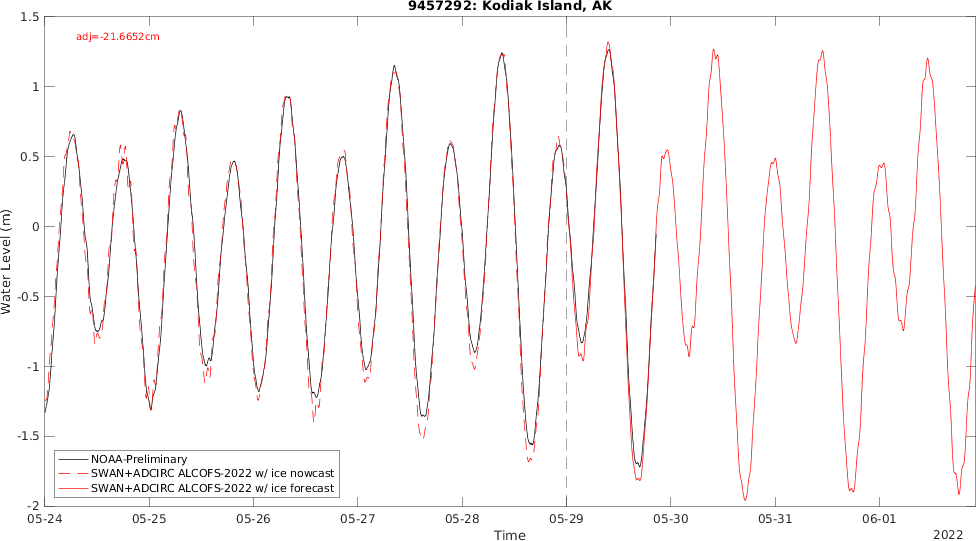 9457292: Kodiak Island, AK
adj=-21.6652cm
1.5
1
0.5
0
-0.5
-1
-1.5
-2
Water Level (m)
NOAA-Preliminary
SWAN+ADCIRC ALCOFS-2022 w/ ice nowcast
SWAN+ADCIRC ALCOFS-2022 w/ ice forecast
05-24 05-25 05-26 05-27 05-28 05-29 05-30 05-31 06-01
Time
2022